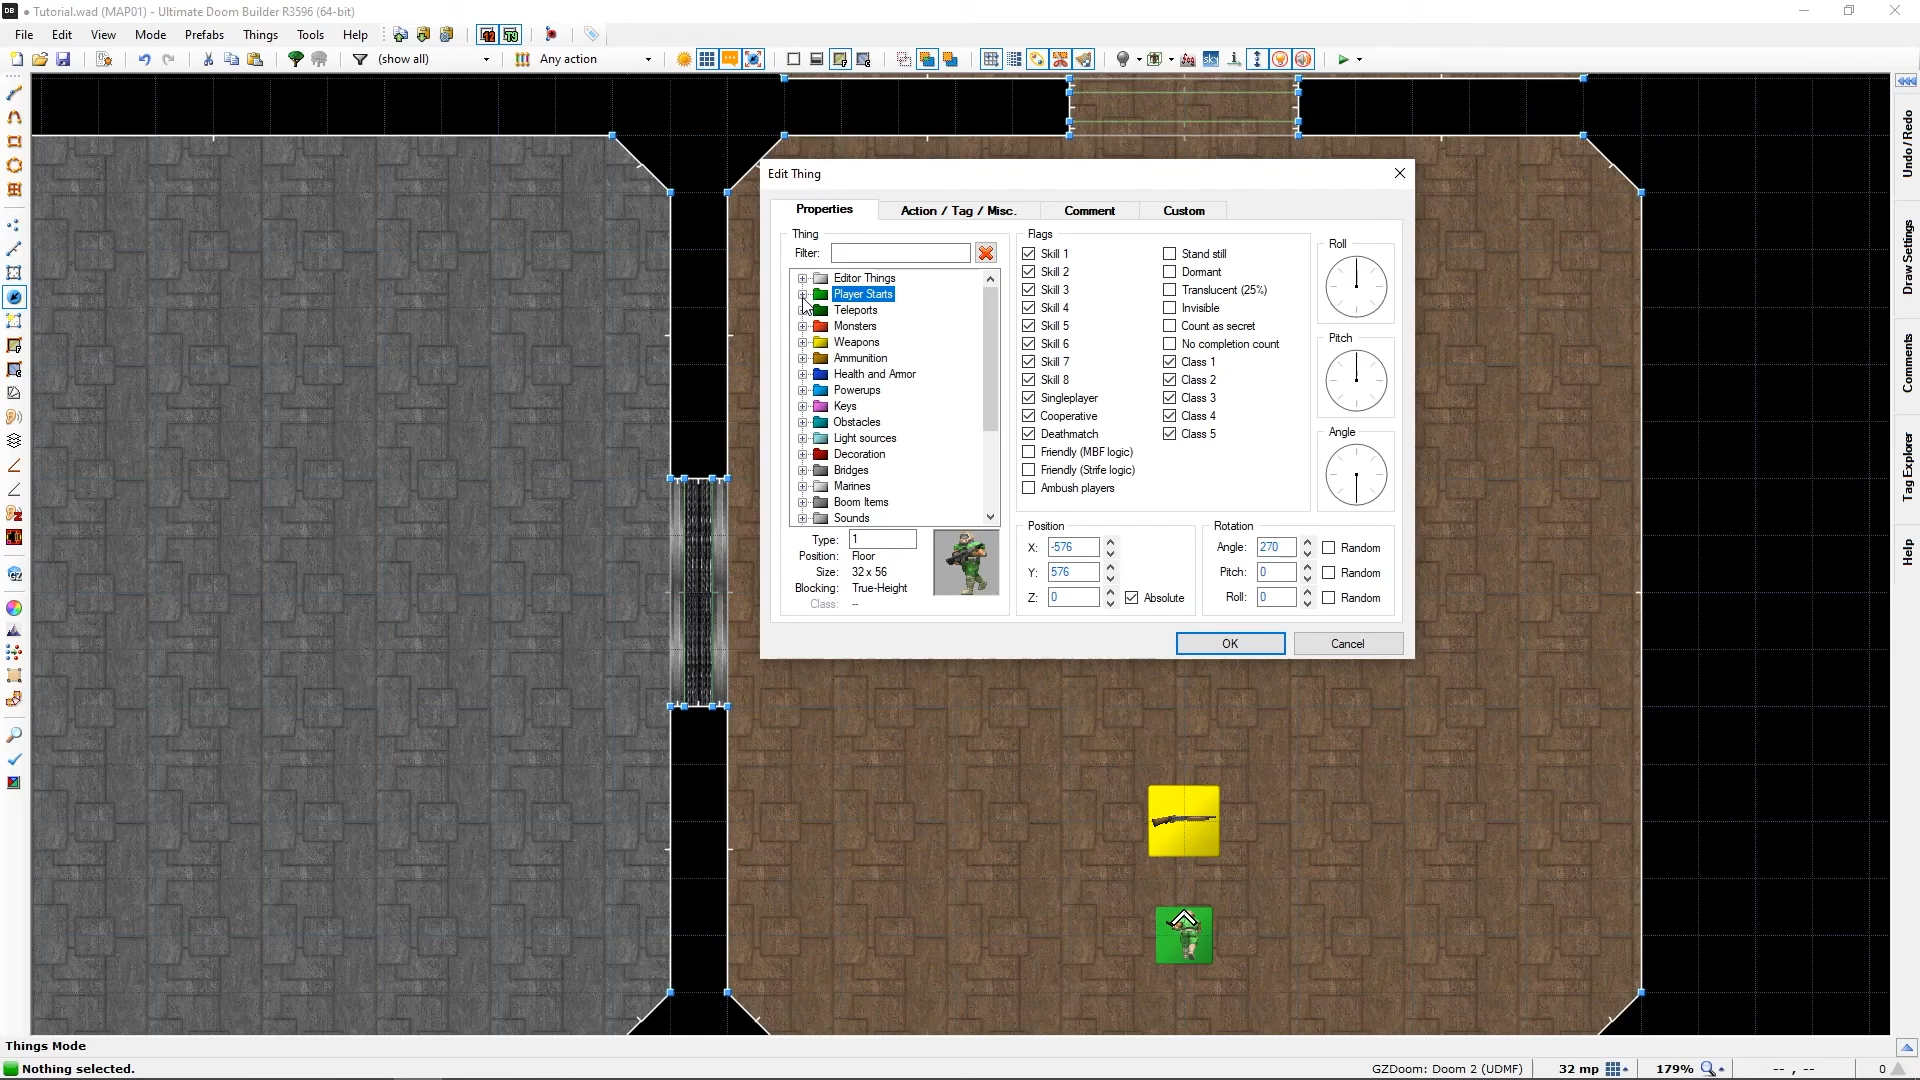 DB • Tutorial.wad (MAP01) - Ultimate Doom Builder R3596 (64-bit)
File Edit View Mode Prefabs Things Tools Help
(show all) Any action
Edit Thing
Properties Action / Tag / Misc. Comment Custom
Thing
Filter:
Editor Things
Player Starts
Teleports
Monsters
Weapons
Ammunition
Health and Armor
Powerups
Keys
Obstacles
Light sources
Decoration
Bridges
Marines
Boom Items
Sounds
Type: 1
Position: Floor
Size: 32 x 56
Blocking: True-Height
Class: --
Flags
Skill 1
Skill 2
Skill 3
Skill 4
Skill 5
Skill 6
Skill 7
Skill 8
Singleplayer
Cooperative
Deathmatch
Friendly (MBF logic)
Friendly (Strife logic)
Ambush players
Stand still
Dormant
Translucent (25%)
Invisible
Count as secret
No completion count
Class 1
Class 2
Class 3
Class 4
Class 5
Roll
Pitch
Angle
Position
X: -576
Y: 576
Z: 0 Absolute
Rotation
Angle: 270 Random
Pitch: 0 Random
Roll: 0 Random
OK Cancel
Undo / Redo
Draw Settings
Comments
Tag Explorer
Help
Things Mode
Nothing selected. GZDoom: Doom 2 (UDMF) 32 mp 179% -- , -- 0